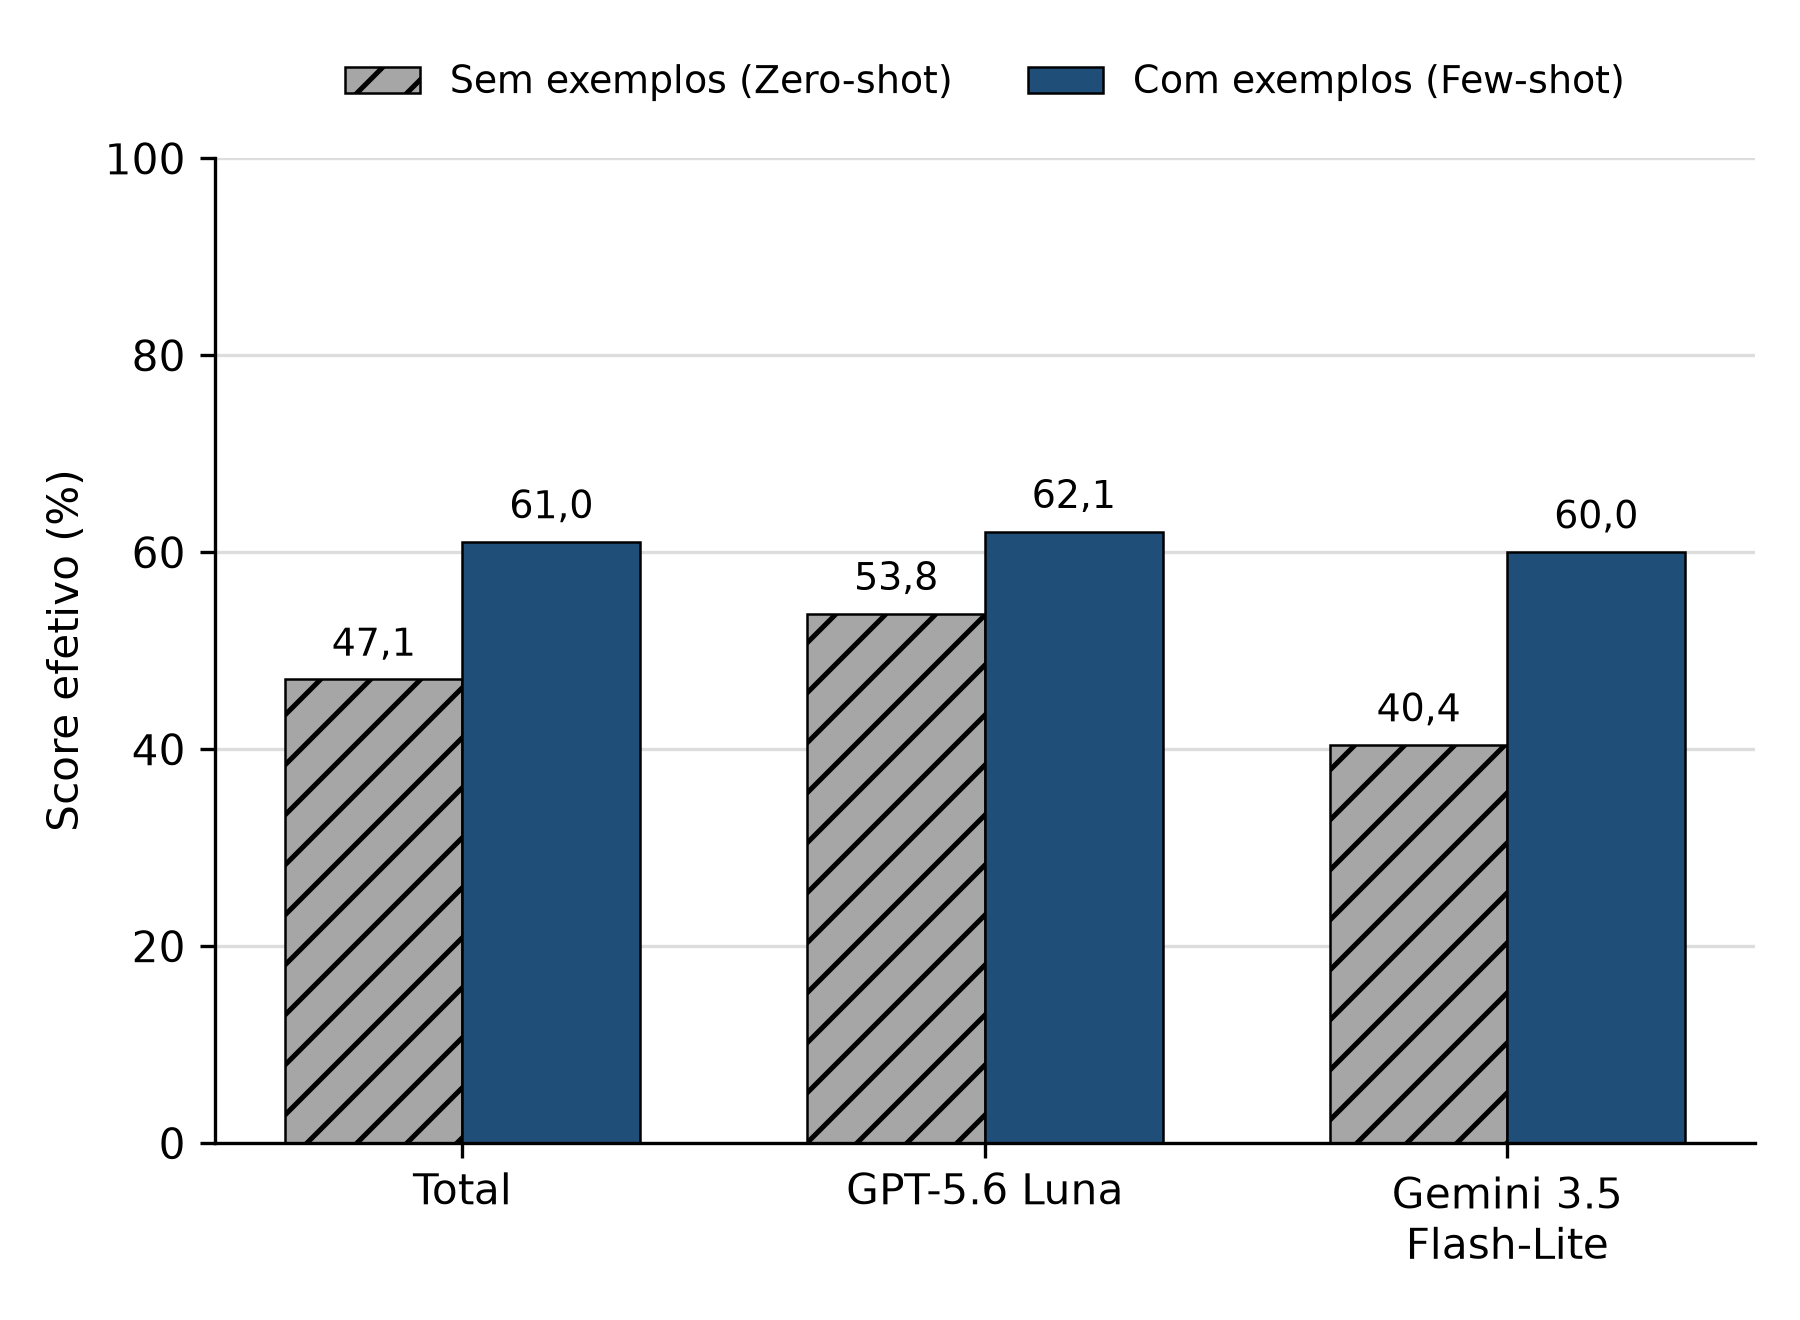 Sem exemplos (Zero-shot) Com exemplos (Few-shot)
100
80
60
40
20
0
Score efetivo (%)
47,1
61,0
53,8
62,1
40,4
60,0
Total
GPT-5.6 Luna
Gemini 3.5
Flash-Lite